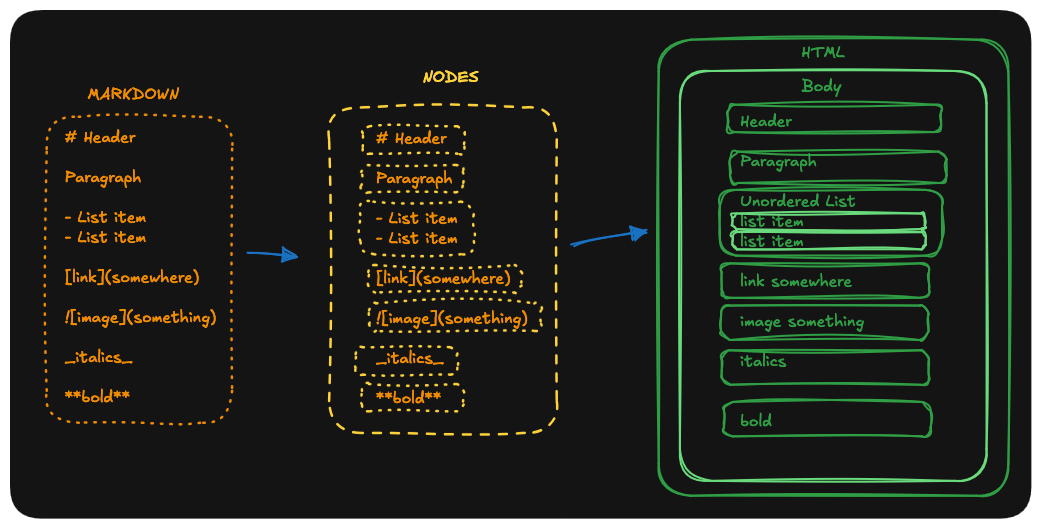 MARKDOWN
# Header
Paragraph
- List item
- List item
[link](somewhere)
![image](something)
_italics_
**bold**
NODES
# Header
Paragraph
- List item
- List item
[link](somewhere)
![image](something)
_italics_
**bold**
HTML
Body
Header
Paragraph
Unordered List
list item
list item
link somewhere
image something
italics
bold